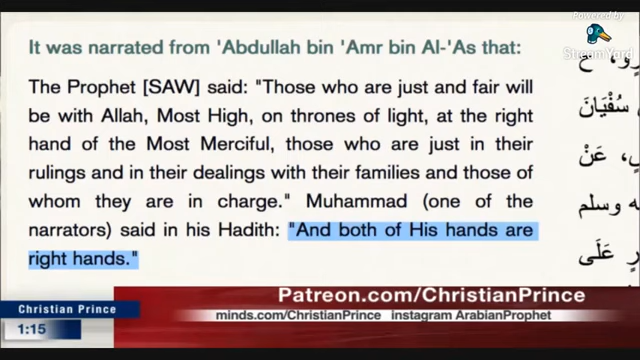 Powered by
StreamYard
It was narrated from 'Abdullah bin 'Amr bin Al-'As that:
The Prophet [SAW] said: "Those who are just and fair will
be with Allah, Most High, on thrones of light, at the right
hand of the Most Merciful, those who are just in their
rulings and in their dealings with their families and those of
whom they are in charge." Muhammad (one of the
narrators) said in his Hadith: "And both of His hands are
right hands."
سُفْيَانَ
عَنْ
ه وسلم
عَلَى
Patreon.com/ChristianPrince
Christian Prince
1:15
minds.com/ChristianPrince instagram ArabianProphet